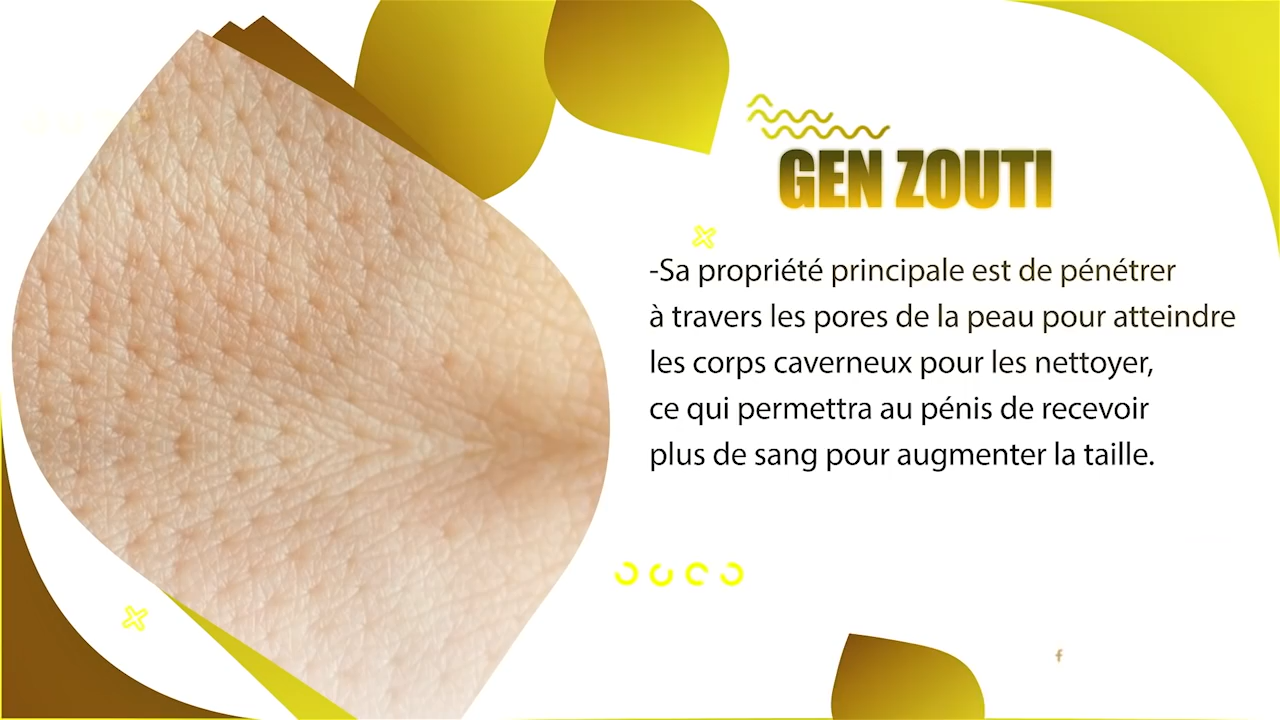 GEN ZOUTI
-Sa propriété principale est de pénétrer
à travers les pores de la peau pour atteindre
les corps caverneux pour les nettoyer,
ce qui permettra au pénis de recevoir
plus de sang pour augmenter la taille.